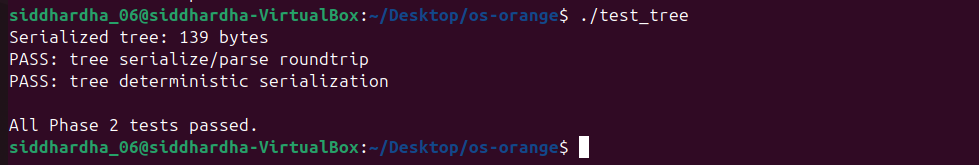 siddhardha_06@siddhardha-VirtualBox:~/Desktop/os-orange$ ./test_tree
Serialized tree: 139 bytes
PASS: tree serialize/parse roundtrip
PASS: tree deterministic serialization
All Phase 2 tests passed.
siddhardha_06@siddhardha-VirtualBox:~/Desktop/os-orange$